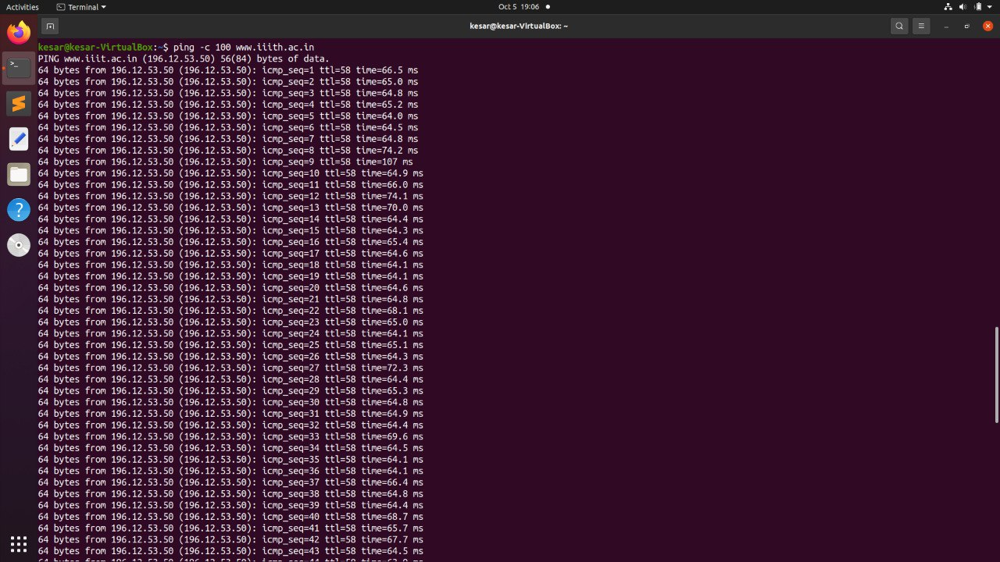 Activities
Terminal
Oct 5 19:06
kesar@kesar-VirtualBox: ~
kesar@kesar-VirtualBox:~$ ping -c 100 www.iiith.ac.in
PING www.iiit.ac.in (196.12.53.50) 56(84) bytes of data.
64 bytes from 196.12.53.50 (196.12.53.50): icmp_seq=1 ttl=58 time=66.5 ms
64 bytes from 196.12.53.50 (196.12.53.50): icmp_seq=2 ttl=58 time=65.0 ms
64 bytes from 196.12.53.50 (196.12.53.50): icmp_seq=3 ttl=58 time=64.8 ms
64 bytes from 196.12.53.50 (196.12.53.50): icmp_seq=4 ttl=58 time=65.2 ms
64 bytes from 196.12.53.50 (196.12.53.50): icmp_seq=5 ttl=58 time=64.0 ms
64 bytes from 196.12.53.50 (196.12.53.50): icmp_seq=6 ttl=58 time=64.5 ms
64 bytes from 196.12.53.50 (196.12.53.50): icmp_seq=7 ttl=58 time=64.8 ms
64 bytes from 196.12.53.50 (196.12.53.50): icmp_seq=8 ttl=58 time=74.2 ms
64 bytes from 196.12.53.50 (196.12.53.50): icmp_seq=9 ttl=58 time=107 ms
64 bytes from 196.12.53.50 (196.12.53.50): icmp_seq=10 ttl=58 time=64.9 ms
64 bytes from 196.12.53.50 (196.12.53.50): icmp_seq=11 ttl=58 time=66.0 ms
64 bytes from 196.12.53.50 (196.12.53.50): icmp_seq=12 ttl=58 time=74.1 ms
64 bytes from 196.12.53.50 (196.12.53.50): icmp_seq=13 ttl=58 time=70.0 ms
64 bytes from 196.12.53.50 (196.12.53.50): icmp_seq=14 ttl=58 time=64.4 ms
64 bytes from 196.12.53.50 (196.12.53.50): icmp_seq=15 ttl=58 time=64.3 ms
64 bytes from 196.12.53.50 (196.12.53.50): icmp_seq=16 ttl=58 time=65.4 ms
64 bytes from 196.12.53.50 (196.12.53.50): icmp_seq=17 ttl=58 time=64.6 ms
64 bytes from 196.12.53.50 (196.12.53.50): icmp_seq=18 ttl=58 time=64.1 ms
64 bytes from 196.12.53.50 (196.12.53.50): icmp_seq=19 ttl=58 time=64.1 ms
64 bytes from 196.12.53.50 (196.12.53.50): icmp_seq=20 ttl=58 time=64.6 ms
64 bytes from 196.12.53.50 (196.12.53.50): icmp_seq=21 ttl=58 time=64.8 ms
64 bytes from 196.12.53.50 (196.12.53.50): icmp_seq=22 ttl=58 time=68.1 ms
64 bytes from 196.12.53.50 (196.12.53.50): icmp_seq=23 ttl=58 time=65.0 ms
64 bytes from 196.12.53.50 (196.12.53.50): icmp_seq=24 ttl=58 time=64.1 ms
64 bytes from 196.12.53.50 (196.12.53.50): icmp_seq=25 ttl=58 time=65.1 ms
64 bytes from 196.12.53.50 (196.12.53.50): icmp_seq=26 ttl=58 time=64.3 ms
64 bytes from 196.12.53.50 (196.12.53.50): icmp_seq=27 ttl=58 time=72.3 ms
64 bytes from 196.12.53.50 (196.12.53.50): icmp_seq=28 ttl=58 time=64.4 ms
64 bytes from 196.12.53.50 (196.12.53.50): icmp_seq=29 ttl=58 time=65.3 ms
64 bytes from 196.12.53.50 (196.12.53.50): icmp_seq=30 ttl=58 time=64.8 ms
64 bytes from 196.12.53.50 (196.12.53.50): icmp_seq=31 ttl=58 time=64.9 ms
64 bytes from 196.12.53.50 (196.12.53.50): icmp_seq=32 ttl=58 time=64.4 ms
64 bytes from 196.12.53.50 (196.12.53.50): icmp_seq=33 ttl=58 time=69.6 ms
64 bytes from 196.12.53.50 (196.12.53.50): icmp_seq=34 ttl=58 time=64.5 ms
64 bytes from 196.12.53.50 (196.12.53.50): icmp_seq=35 ttl=58 time=64.1 ms
64 bytes from 196.12.53.50 (196.12.53.50): icmp_seq=36 ttl=58 time=64.1 ms
64 bytes from 196.12.53.50 (196.12.53.50): icmp_seq=37 ttl=58 time=66.4 ms
64 bytes from 196.12.53.50 (196.12.53.50): icmp_seq=38 ttl=58 time=64.8 ms
64 bytes from 196.12.53.50 (196.12.53.50): icmp_seq=39 ttl=58 time=64.4 ms
64 bytes from 196.12.53.50 (196.12.53.50): icmp_seq=40 ttl=58 time=68.7 ms
64 bytes from 196.12.53.50 (196.12.53.50): icmp_seq=41 ttl=58 time=65.7 ms
64 bytes from 196.12.53.50 (196.12.53.50): icmp_seq=42 ttl=58 time=67.7 ms
64 bytes from 196.12.53.50 (196.12.53.50): icmp_seq=43 ttl=58 time=64.5 ms